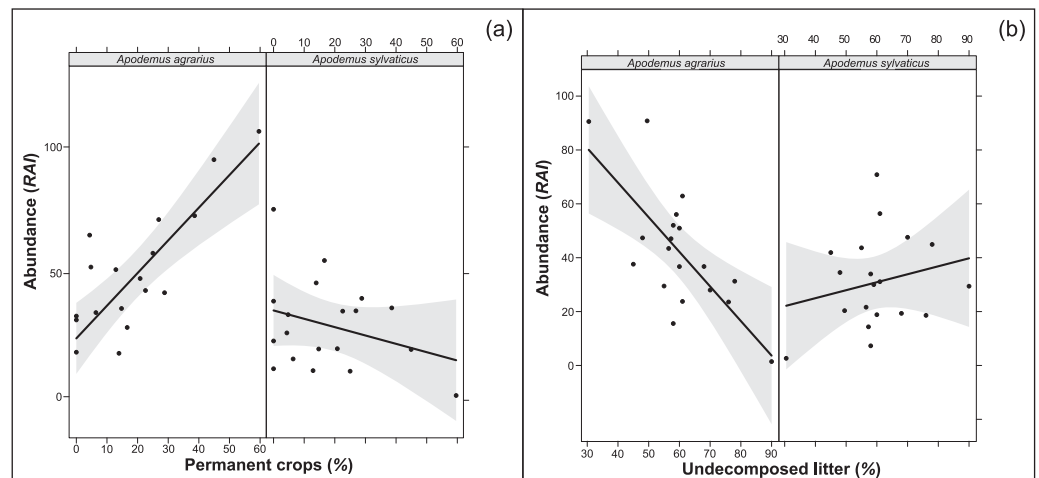 (a)
0 10 20 30 40 50 60
Apodemus agrarius Apodemus sylvaticus
100
50
0
Abundance (RAI)
0 10 20 30 40 50 60
Permanent crops (%)
(b)
30 40 50 60 70 80 90
Apodemus agrarius Apodemus sylvaticus
100
80
60
40
20
0
Abundance (RAI)
30 40 50 60 70 80 90
Undecomposed litter (%)